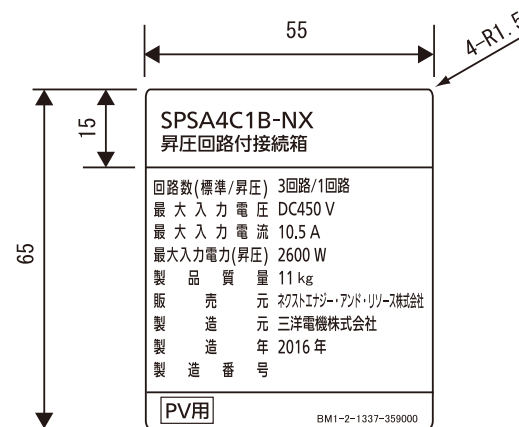 55
4-R1.5
15
65
SPSA4C1B-NX
昇圧回路付接続箱
回路数(標準/昇圧) 3回路/1回路
最大入力電圧 DC450 V
最大入力電流 10.5 A
最大入力電力(昇圧) 2600 W
製品質量 11 kg
販売元 ネクストエナジー・アンド・リソース株式会社
製造元 三洋電機株式会社
製造年 2016 年
製造番号
PV用
BM1-2-1337-359000